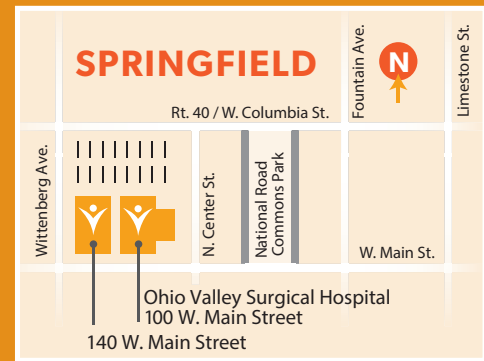 SPRINGFIELD
N
Fountain Ave.
Limestone St.
Rt. 40 / W. Columbia St.
Wittenberg Ave.
N. Center St.
National Road
Commons Park
W. Main St.
Ohio Valley Surgical Hospital
100 W. Main Street
140 W. Main Street